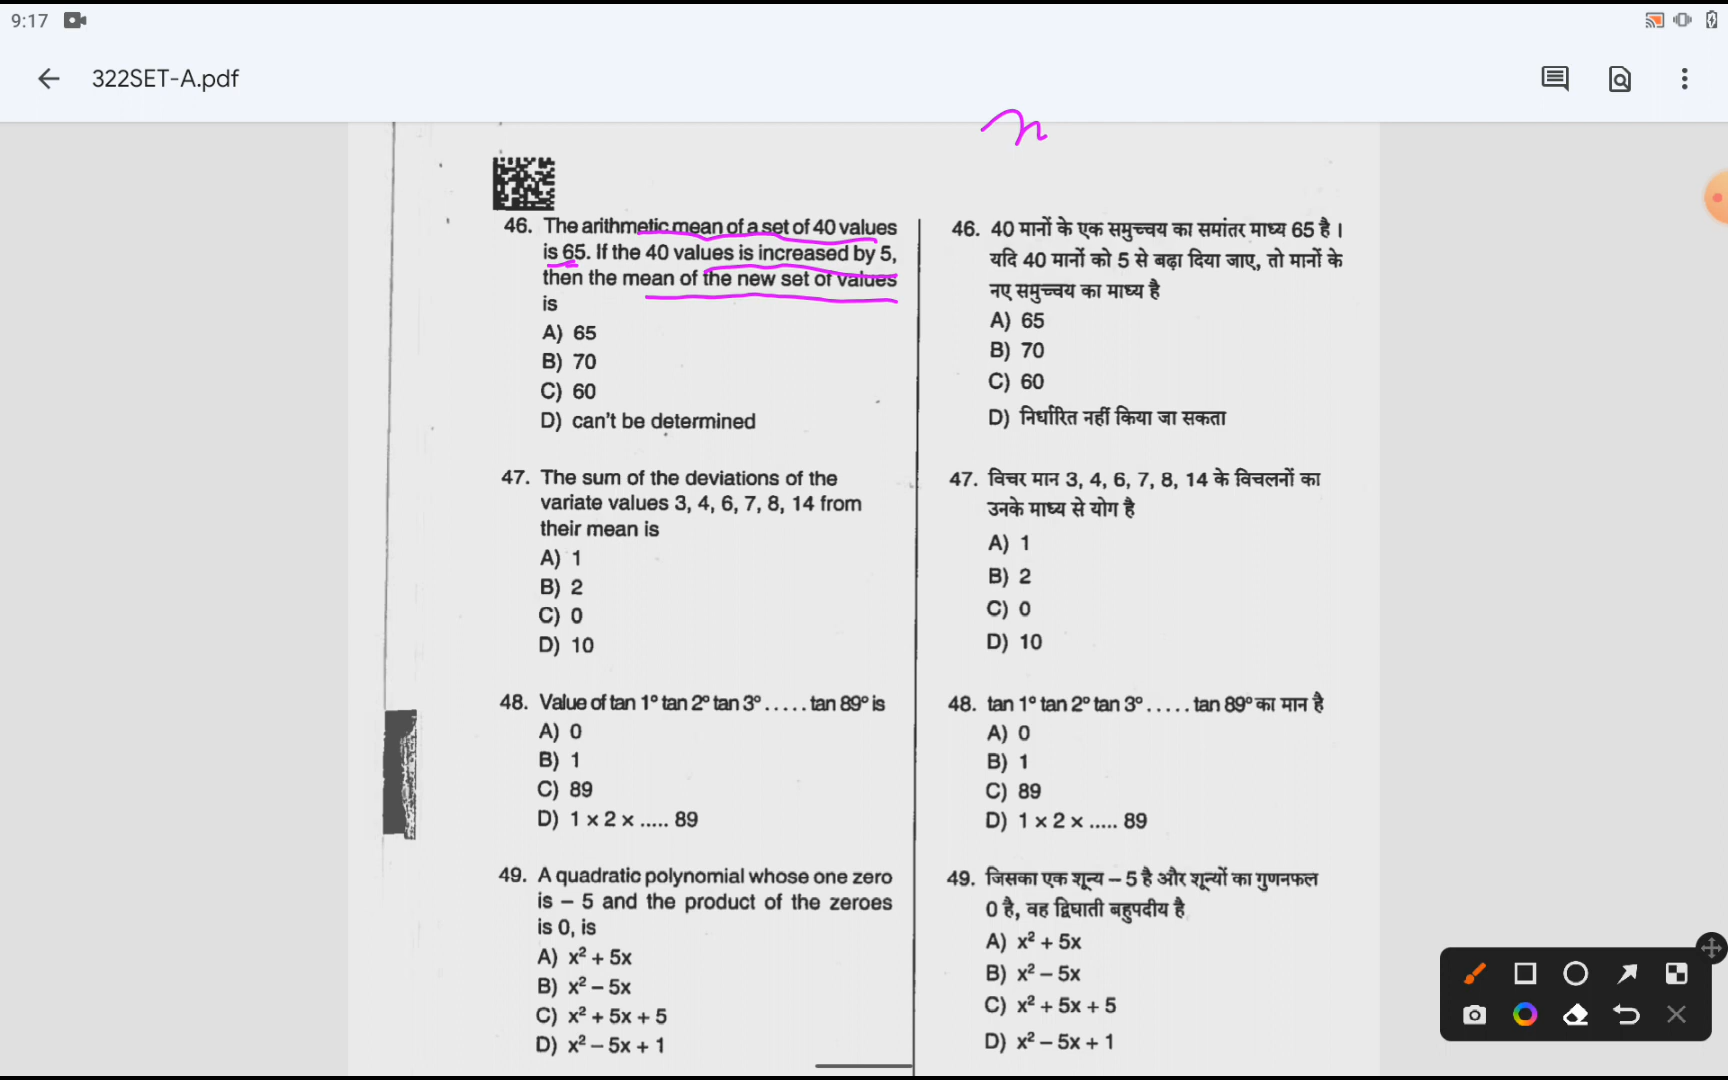 9:17
322SET-A.pdf
n
46. The arithmetic mean of a set of 40 values
is 65. If the 40 values is increased by 5,
then the mean of the new set of values
is
A) 65
B) 70
C) 60
D) can't be determined
47. The sum of the deviations of the
variate values 3, 4, 6, 7, 8, 14 from
their mean is
A) 1
B) 2
C) 0
D) 10
48. Value of tan 1° tan 2° tan 3° ..... tan 89° is
A) 0
B) 1
C) 89
D) 1 × 2 × ..... 89
49. A quadratic polynomial whose one zero
is – 5 and the product of the zeroes
is 0, is
A) x² + 5x
B) x² – 5x
C) x² + 5x + 5
D) x² – 5x + 1
46. 40 मानों के एक समुच्चय का समांतर माध्य 65 है ।
यदि 40 मानों को 5 से बढ़ा दिया जाए, तो मानों के
नए समुच्चय का माध्य है
A) 65
B) 70
C) 60
D) निर्धारित नहीं किया जा सकता
47. विचर मान 3, 4, 6, 7, 8, 14 के विचलनों का
उनके माध्य से योग है
A) 1
B) 2
C) 0
D) 10
48. tan 1° tan 2° tan 3° ..... tan 89° का मान है
A) 0
B) 1
C) 89
D) 1 × 2 × ..... 89
49. जिसका एक शून्य – 5 है और शून्यों का गुणनफल
0 है, वह द्विघाती बहुपदीय है
A) x² + 5x
B) x² – 5x
C) x² + 5x + 5
D) x² – 5x + 1